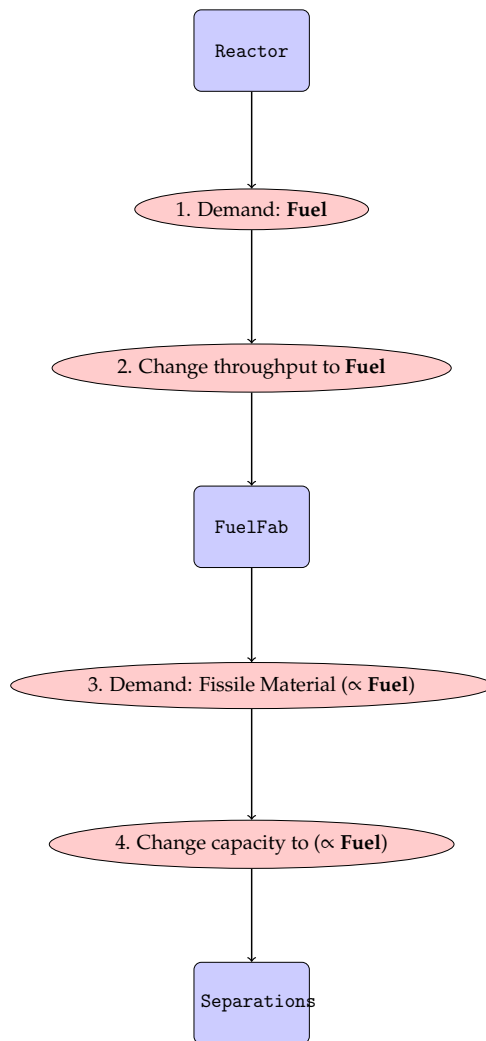 Reactor
1. Demand: Fuel
2. Change throughput to Fuel
FuelFab
3. Demand: Fissile Material (∝ Fuel)
4. Change capacity to (∝ Fuel)
Separations